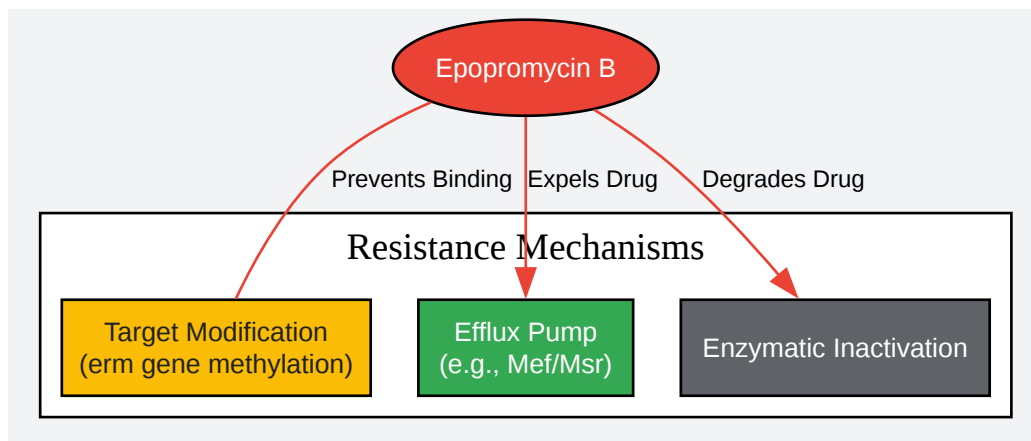 Epopromycin B
Prevents Binding
Expels Drug
Degrades Drug
Resistance Mechanisms
Target Modification
(erm gene methylation)
Efflux Pump
(e.g., Mef/Msr)
Enzymatic Inactivation